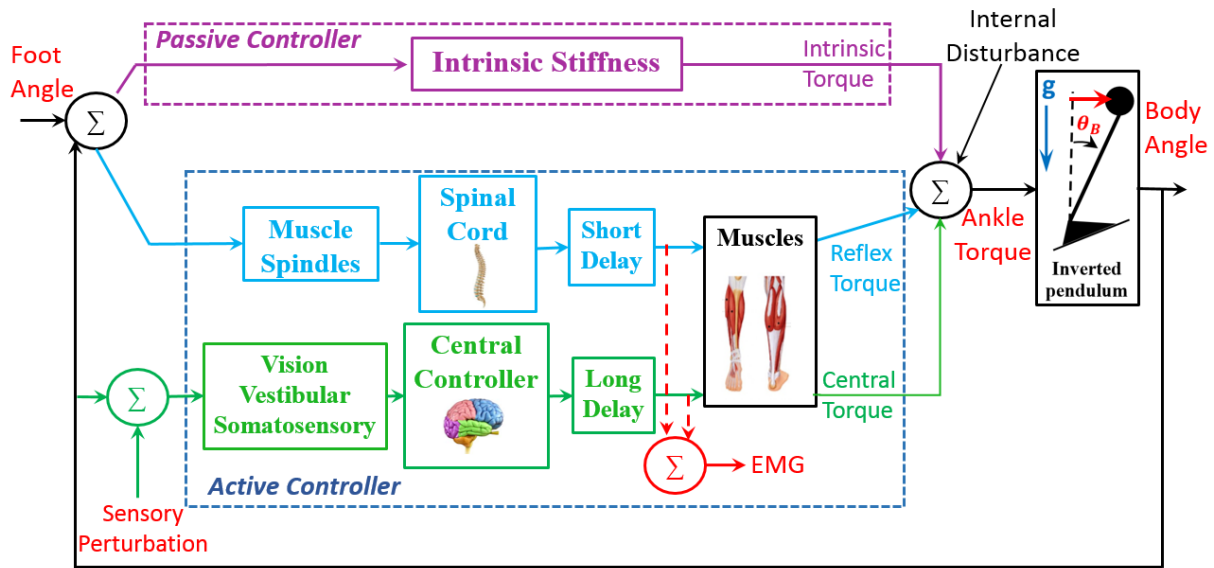 Passive Controller
Intrinsic Stiffness
Intrinsic
Torque
Internal
Disturbance
Foot
Angle
∑
g
θ_B
Body
Angle
Inverted
pendulum
Muscle
Spindles
Spinal
Cord
Short
Delay
Muscles
Reflex
Torque
∑
Ankle
Torque
∑
Vision
Vestibular
Somatosensory
Central
Controller
Long
Delay
Central
Torque
∑
EMG
Active Controller
Sensory
Perturbation